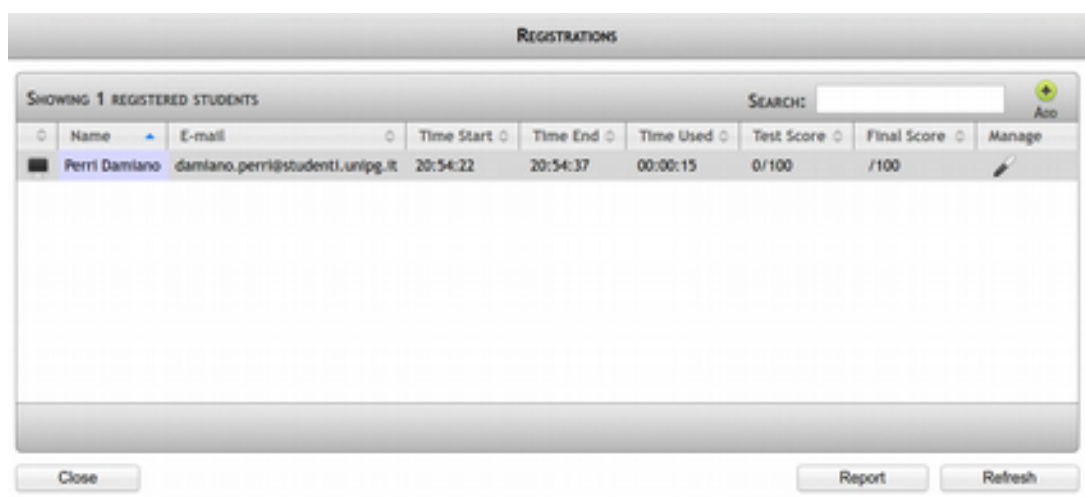 Registrations
Showing 1 registered students Search: Add
Name E-mail Time Start Time End Time Used Test Score Final Score Manage
Perri Damiano damiano.perri@studenti.unipg.it 20:54:22 20:54:37 00:00:15 0/100 /100
Close Report Refresh